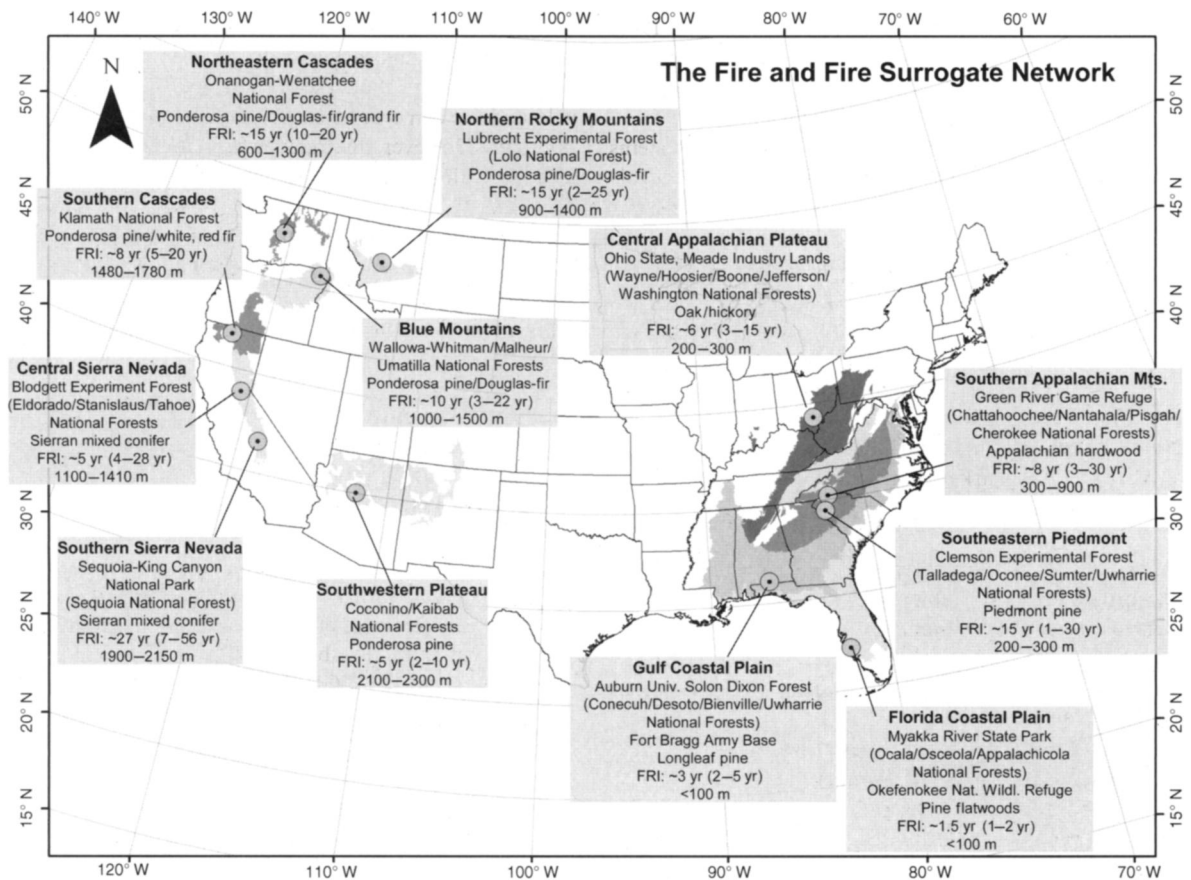 140° W 130° W 120° W 110° W 100° W 90° W 80° W 70° W 60° W
The Fire and Fire Surrogate Network
N
50° N
45° N
40° N
30° N
25° N
20° N
15° N
Northeastern Cascades
Onanogan-Wenatchee
National Forest
Ponderosa pine/Douglas-fir/grand fir
FRI: ~15 yr (10–20 yr)
600–1300 m
Northern Rocky Mountains
Lubrecht Experimental Forest
(Lolo National Forest)
Ponderosa pine/Douglas-fir
FRI: ~15 yr (2–25 yr)
900–1400 m
Southern Cascades
Klamath National Forest
Ponderosa pine/white, red fir
FRI: ~8 yr (5–20 yr)
1480–1780 m
Central Appalachian Plateau
Ohio State, Meade Industry Lands
(Wayne/Hoosier/Boone/Jefferson/
Washington National Forests)
Oak/hickory
FRI: ~6 yr (3–15 yr)
200–300 m
Blue Mountains
Wallowa-Whitman/Malheur/
Umatilla National Forests
Ponderosa pine/Douglas-fir
FRI: ~10 yr (3–22 yr)
1000–1500 m
Central Sierra Nevada
Blodgett Experiment Forest
(Eldorado/Stanislaus/Tahoe)
National Forests
Sierran mixed conifer
FRI: ~5 yr (4–28 yr)
1100–1410 m
Southern Appalachian Mts.
Green River Game Refuge
(Chattahoochee/Nantahala/Pisgah/
Cherokee National Forests)
Appalachian hardwood
FRI: ~8 yr (3–30 yr)
300–900 m
Southern Sierra Nevada
Sequoia-King Canyon
National Park
(Sequoia National Forest)
Sierran mixed conifer
FRI: ~27 yr (7–56 yr)
1900–2150 m
Southwestern Plateau
Coconino/Kaibab
National Forests
Ponderosa pine
FRI: ~5 yr (2–10 yr)
2100–2300 m
Southeastern Piedmont
Clemson Experimental Forest
(Talladega/Oconee/Sumter/Uwharrie
National Forests)
Piedmont pine
FRI: ~15 yr (1–30 yr)
200–300 m
Gulf Coastal Plain
Auburn Univ. Solon Dixon Forest
(Conecuh/Desoto/Bienville/Uwharrie
National Forests)
Fort Bragg Army Base
Longleaf pine
FRI: ~3 yr (2–5 yr)
<100 m
Florida Coastal Plain
Myakka River State Park
(Ocala/Osceola/Appalachicola
National Forests)
Okefenokee Nat. Wildl. Refuge
Pine flatwoods
FRI: ~1.5 yr (1–2 yr)
<100 m
50° N
45° N
40° N
30° N
25° N
20° N
15° N
120° W 110° W 100° W 90° W 80° W 70° W